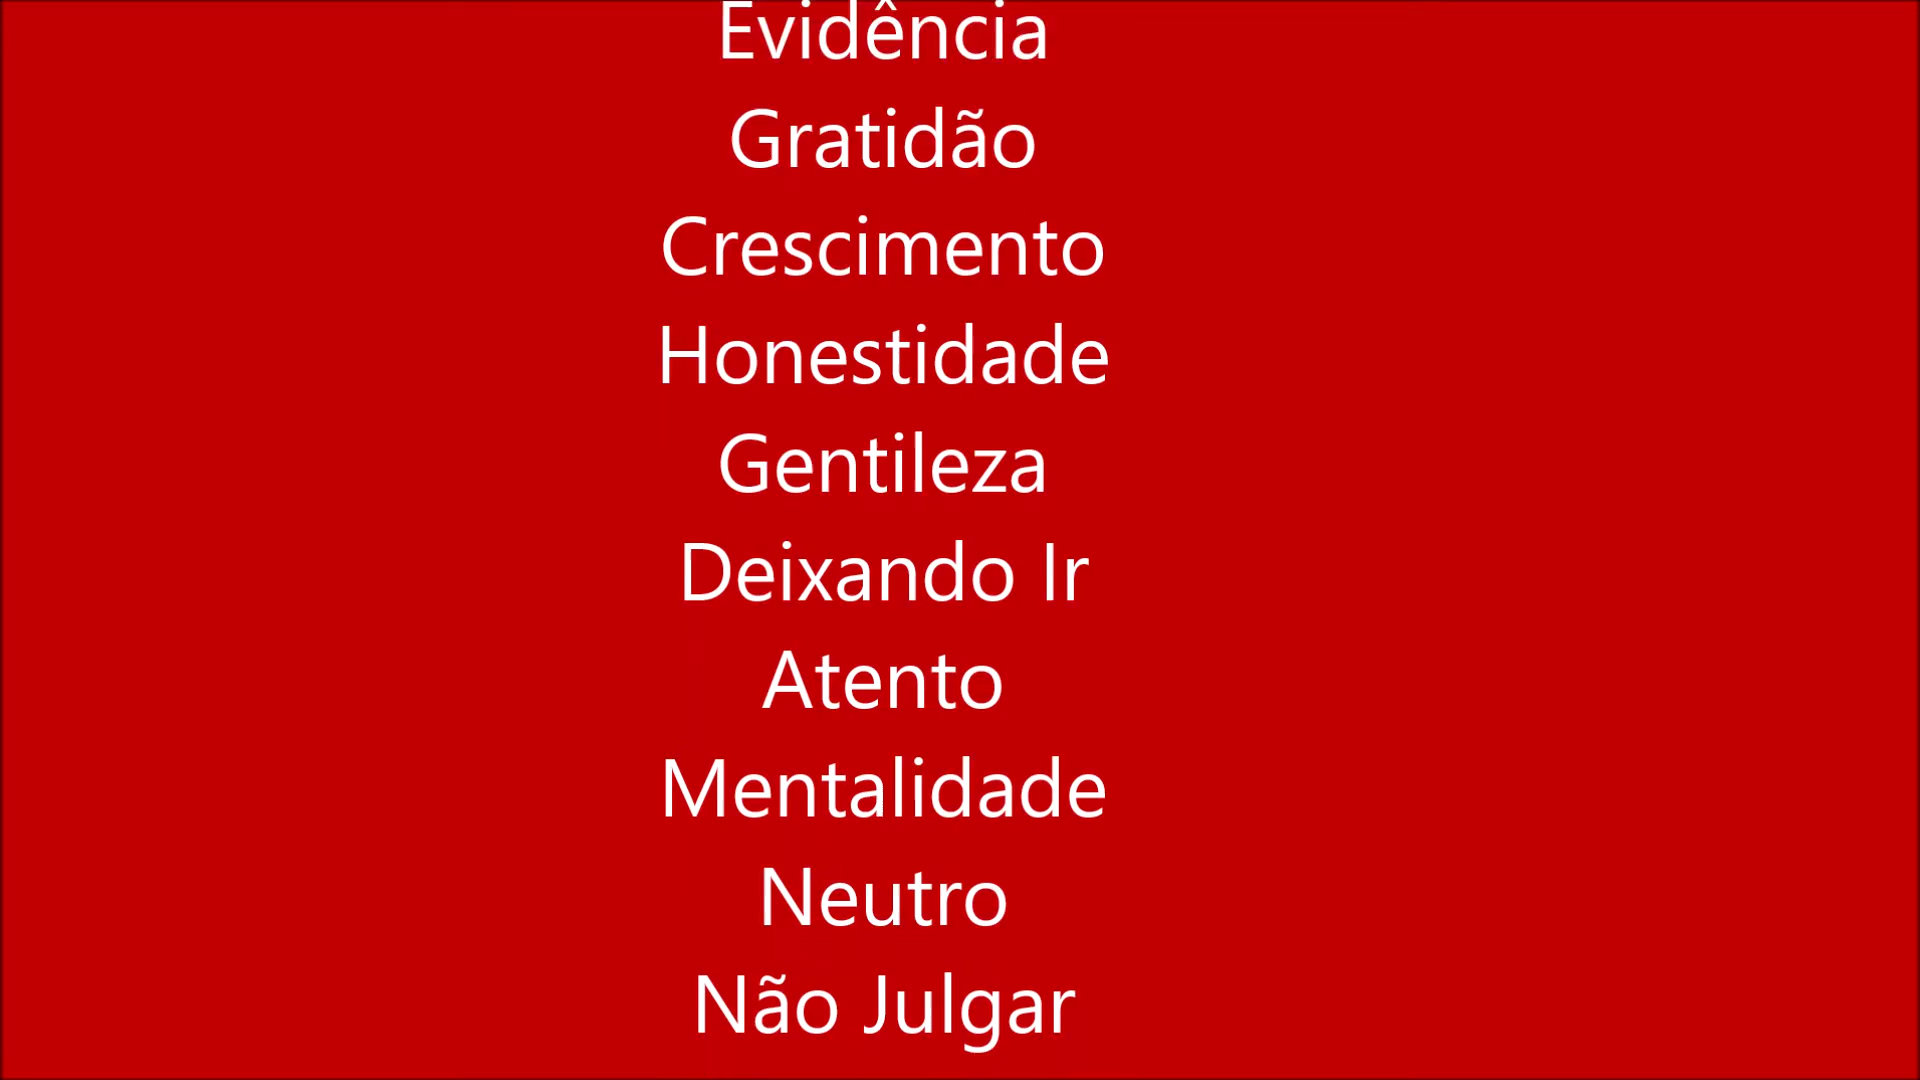 Evidência
Gratidão
Crescimento
Honestidade
Gentileza
Deixando Ir
Atento
Mentalidade
Neutro
Não Julgar